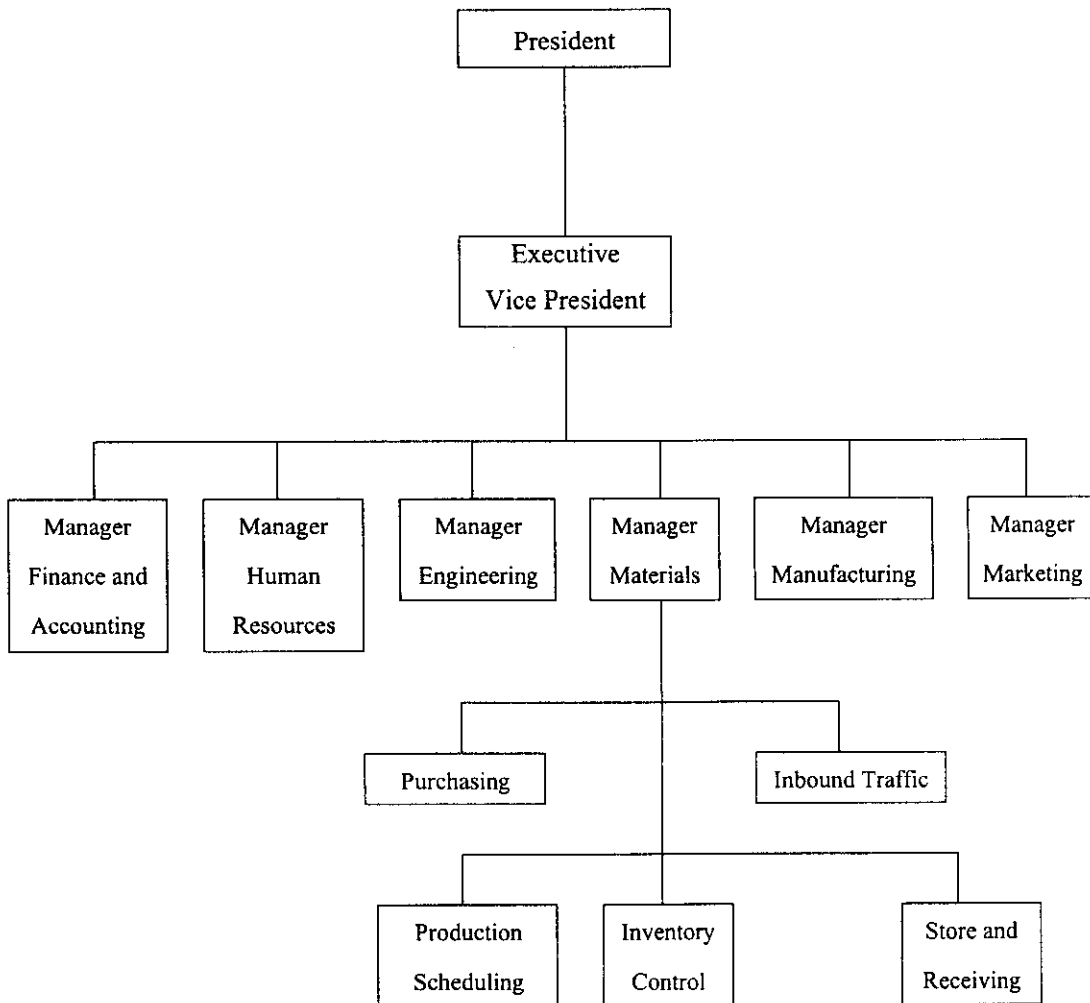 President
Executive
Vice President
Manager
Finance and
Accounting
Manager
Human
Resources
Manager
Engineering
Manager
Materials
Manager
Manufacturing
Manager
Marketing
Purchasing
Inbound Traffic
Production
Scheduling
Inventory
Control
Store and
Receiving